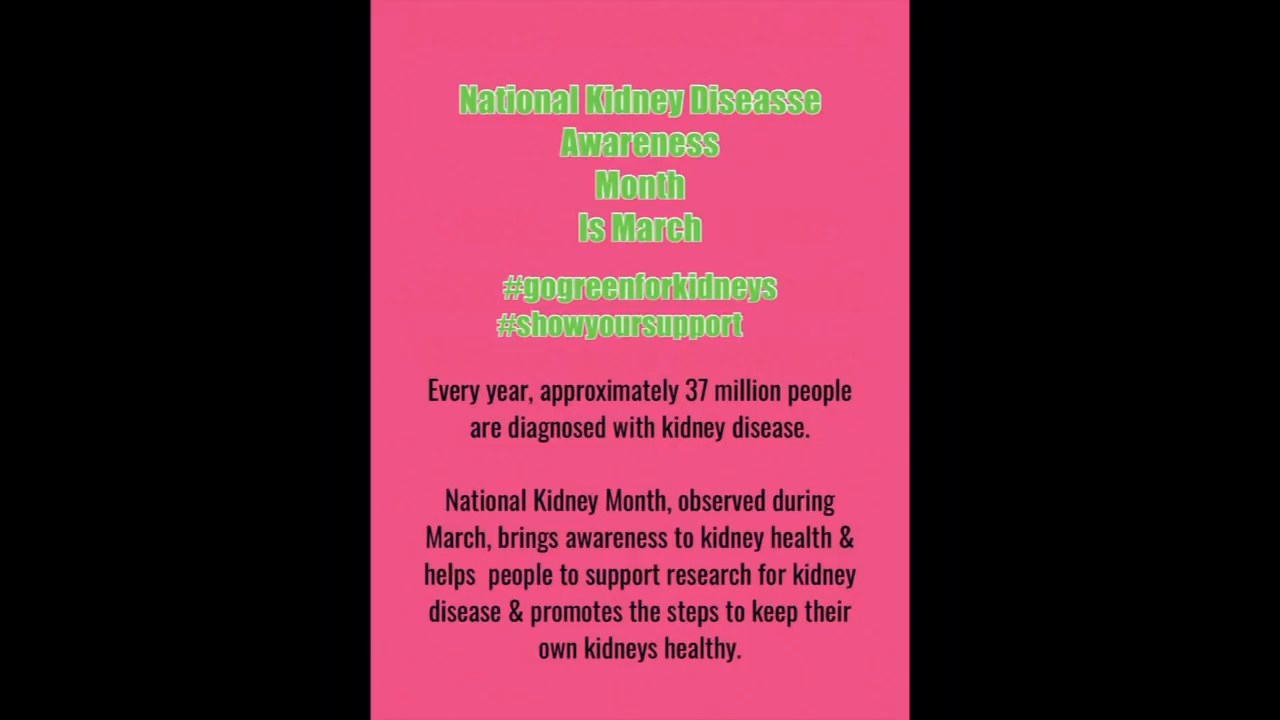 National Kidney Diseasse
Awareness
Month
Is March
#gogreenforkidneys
#showyoursupport
Every year, approximately 37 million people
are diagnosed with kidney disease.
National Kidney Month, observed during
March, brings awareness to kidney health &
helps people to support research for kidney
disease & promotes the steps to keep their
own kidneys healthy.